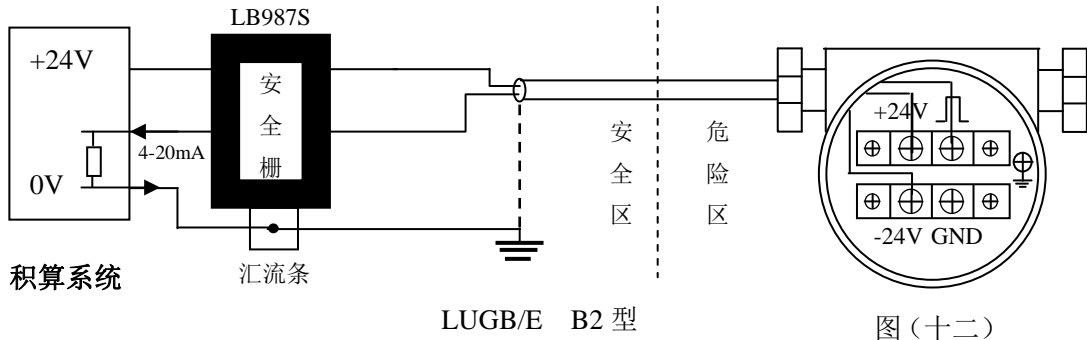 LB987S
+24V
安全栅
4-20mA
0V
汇流条
积算系统
安全区
危险区
+24V
-24V GND
LUGB/E B2 型
图（十二）